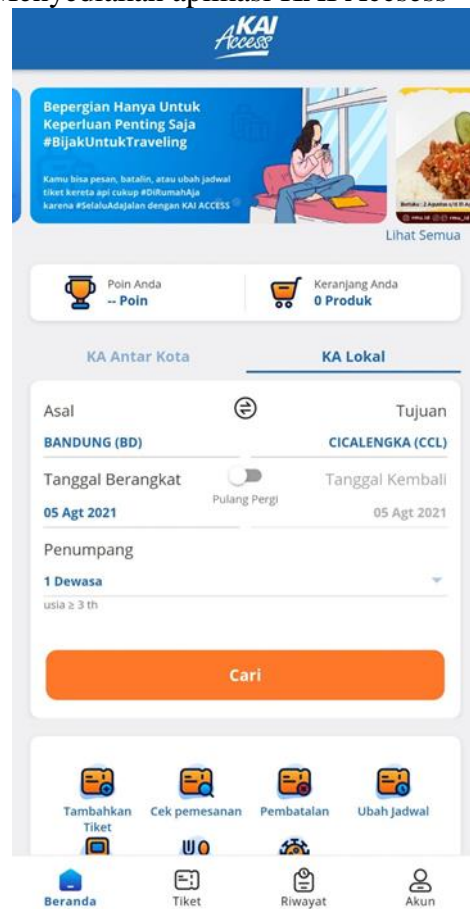 Menyediakan aplikasi KAI Accsess
KAI
Access
Bepergian Hanya Untuk
Keperluan Penting Saja
#BijakUntukTraveling
Kamu bisa pesan, batalin, atau ubah jadwal
tiket kereta api cukup #DiRumahAja
karena #SelaluAdaJalan dengan KAI ACCESS
Lihat Semua
Poin Anda
-- Poin
Keranjang Anda
0 Produk
KA Antar Kota
KA Lokal
Asal
Tujuan
BANDUNG (BD)
CICALENGKA (CCL)
Tanggal Berangkat
Pulang Pergi
Tanggal Kembali
05 Agt 2021
05 Agt 2021
Penumpang
1 Dewasa
usia ≥ 3 th
Cari
Tambahkan
Tiket
Cek pemesanan
Pembatalan
Ubah Jadwal
Beranda
Tiket
Riwayat
Akun